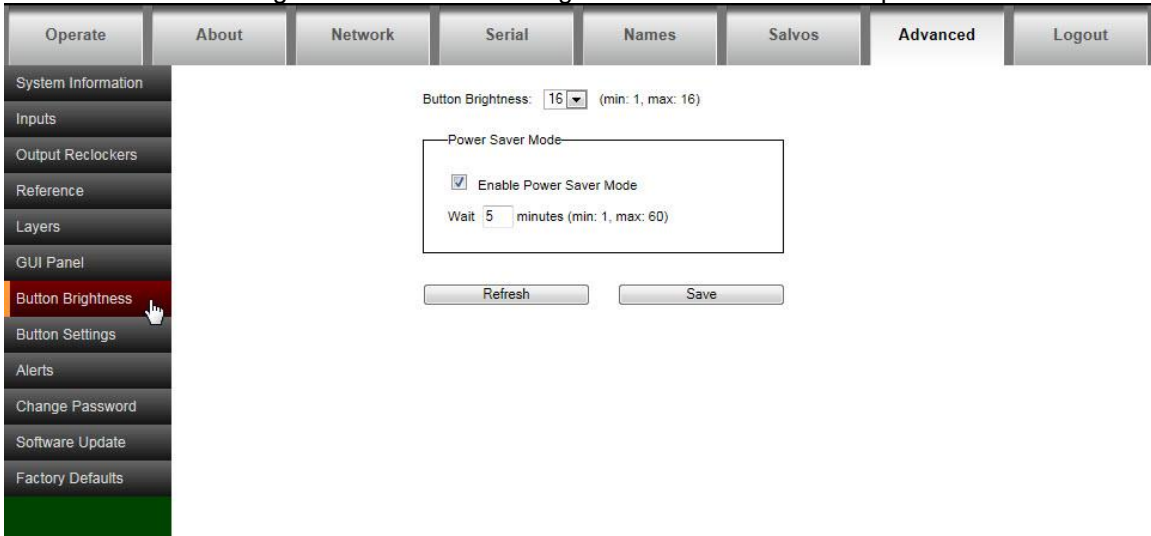 Operate About Network Serial Names Salvos Advanced Logout
System Information
Inputs
Output Reclockers
Reference
Layers
GUI Panel
Button Brightness
Button Settings
Alerts
Change Password
Software Update
Factory Defaults
Button Brightness: 16 (min: 1, max: 16)
Power Saver Mode
Enable Power Saver Mode
Wait 5 minutes (min: 1, max: 60)
Refresh Save